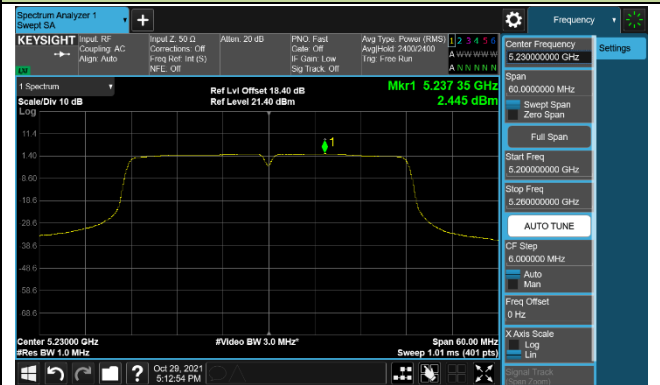 Spectrum Analyzer 1
Swept SA
+
Frequency
KEYSIGHT
Input: RF
Coupling: AC
Align: Auto
Input Z: 50 Ω
Corrections: Off
Freq Ref: Int (S)
NFE: Off
Atten: 20 dB
PNO: Fast
Gate: Off
IF Gain: Low
Sig Track: Off
Avg Type: Power (RMS)
Avg|Hold: 2400/2400
Trig: Free Run
1 2 3 4 5 6
A W W W W W
A N N N N N
LXI
1 Spectrum
Scale/Div 10 dB
Log
Ref Lvl Offset 18.40 dB
Ref Level 21.40 dBm
Mkr1 5.237 35 GHz
2.445 dBm
1
11.4
1.40
-8.60
-18.6
-28.6
-38.6
-48.6
-58.6
-68.6
Center 5.23000 GHz
#Res BW 1.0 MHz
#Video BW 3.0 MHz*
Span 60.00 MHz
Sweep 1.01 ms (401 pts)
Center Frequency
5.230000000 GHz
Settings
Span
60.0000000 MHz
Swept Span
Zero Span
Full Span
Start Freq
5.200000000 GHz
Stop Freq
5.260000000 GHz
AUTO TUNE
CF Step
6.000000 MHz
Auto
Man
Freq Offset
0 Hz
X Axis Scale
Log
Lin
Signal Track
(Span Zoom)
?
Oct 29, 2021
5:12:54 PM